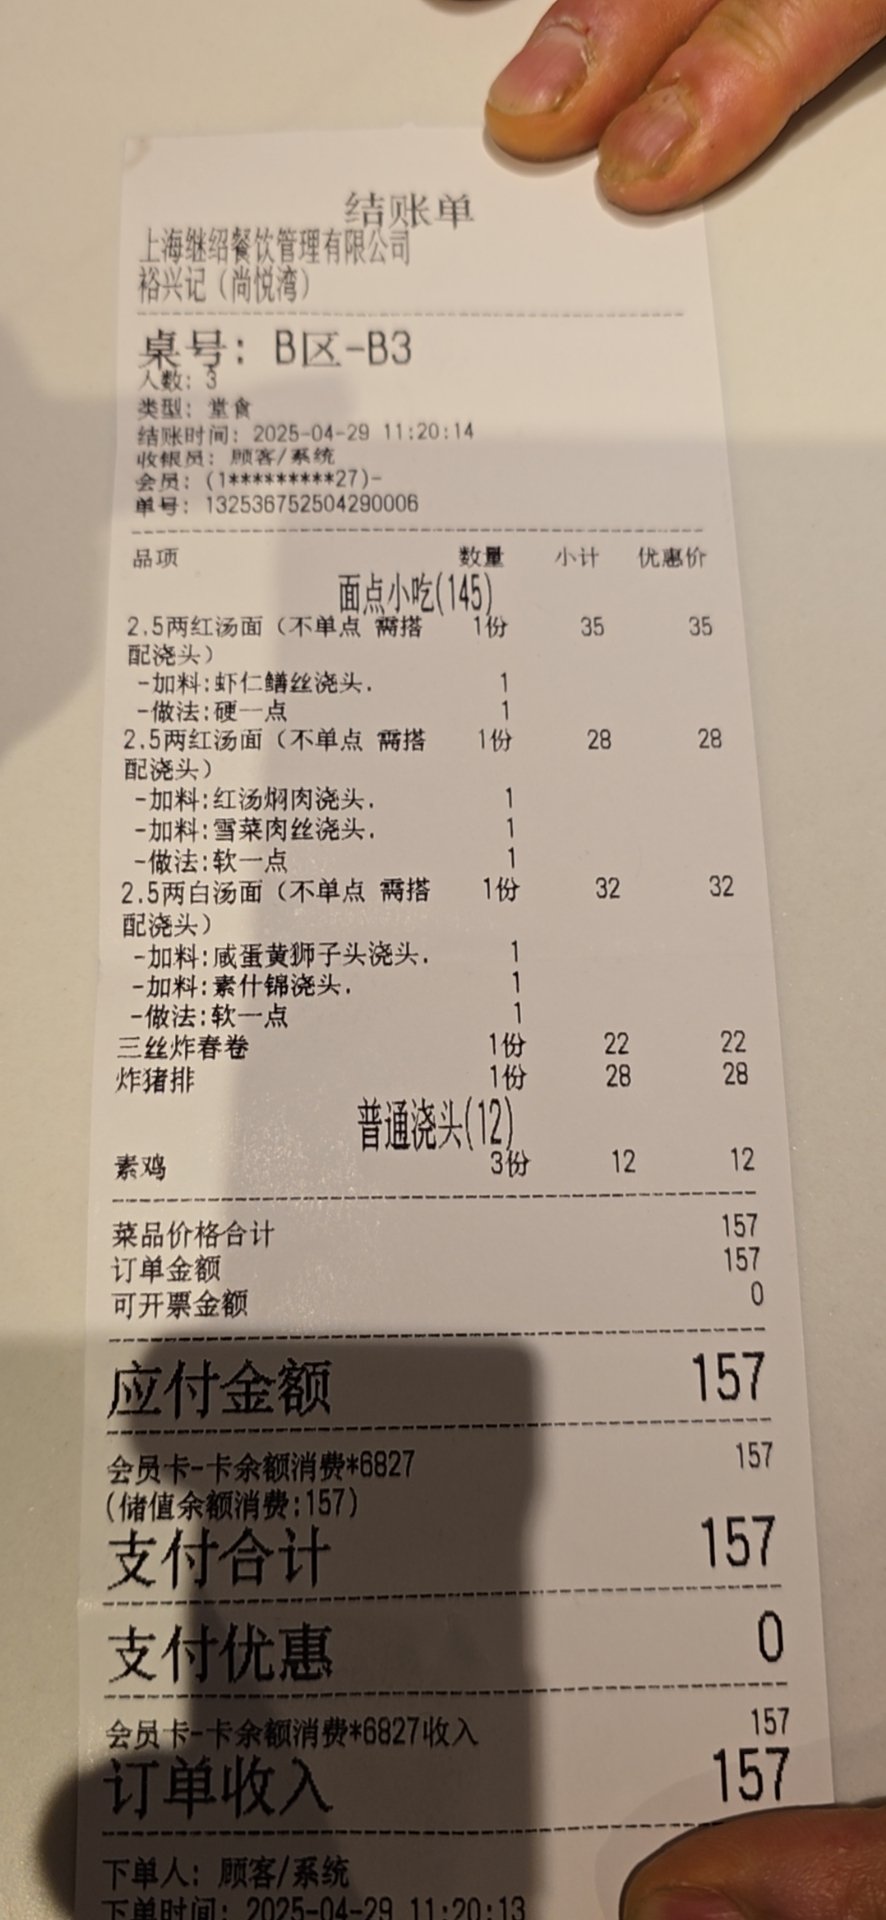 结账单
上海继绍餐饮管理有限公司
裕兴记（尚悦湾）
桌号: B区-B3
人数: 3
类型: 堂食
结账时间: 2025-04-29 11:20:14
收银员: 顾客/系统
会员: (1*********27)-
单号: 132536752504290006
品项 数量 小计 优惠价
面点小吃(145)
2.5两红汤面（不单点 需搭 1份 35 35
配浇头）
-加料:虾仁鳝丝浇头. 1
-做法:硬一点 1
2.5两红汤面（不单点 需搭 1份 28 28
配浇头）
-加料:红汤焖肉浇头. 1
-加料:雪菜肉丝浇头. 1
-做法:软一点 1
2.5两白汤面（不单点 需搭 1份 32 32
配浇头）
-加料:咸蛋黄狮子头浇头. 1
-加料:素什锦浇头. 1
-做法:软一点 1
三丝炸春卷 1份 22 22
炸猪排 1份 28 28
普通浇头(12)
素鸡 3份 12 12
菜品价格合计 157
订单金额 157
可开票金额 0
应付金额 157
会员卡-卡余额消费*6827 157
(储值余额消费:157)
支付合计 157
支付优惠 0
会员卡-卡余额消费*6827收入 157
订单收入 157
下单人: 顾客/系统
下单时间: 2025-04-29 11:20:13